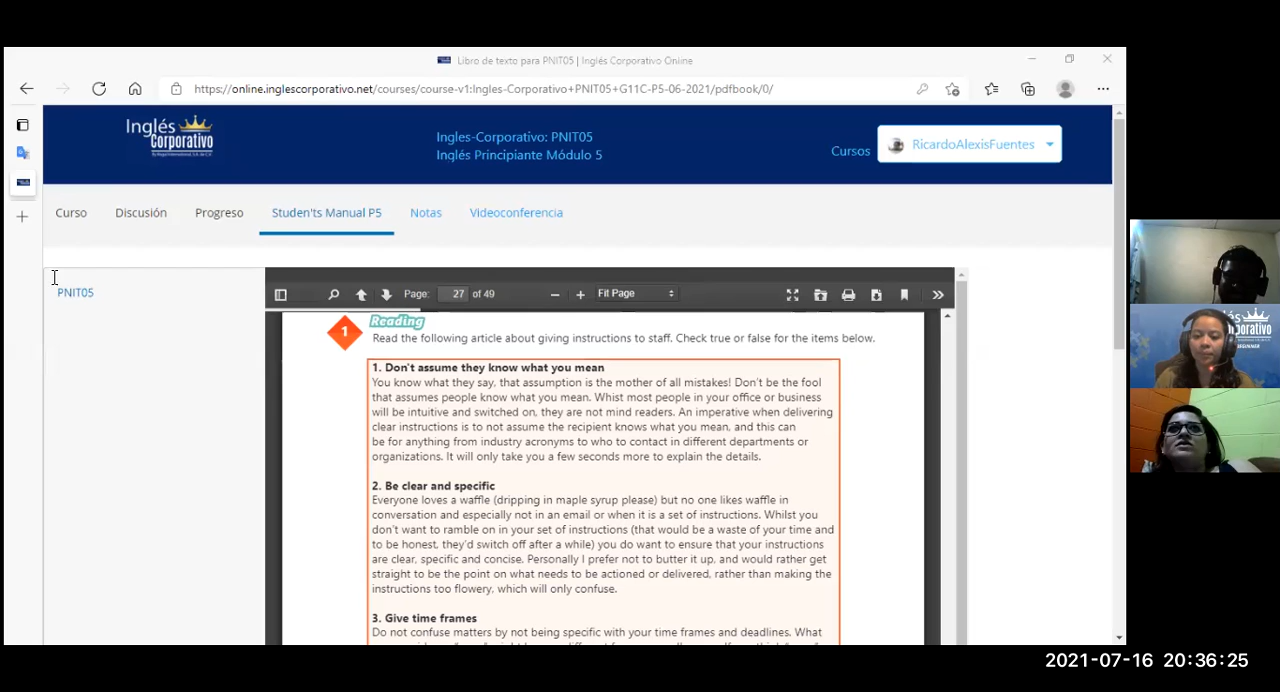 Libro de texto para PNIT05 | Inglés Corporativo Online
https://online.inglescorporativo.net/courses/course-v1:Ingles-Corporativo+PNIT05+G11C-P5-06-2021/pdfbook/0/
Inglés
Corporativo
Ingles-Corporativo: PNIT05
Inglés Principiante Módulo 5
Cursos
RicardoAlexisFuentes
Curso
Discusión
Progreso
Studen'ts Manual P5
Notas
Videoconferencia
PNIT05
Page: 27 of 49
Fit Page
1
Reading
Read the following article about giving instructions to staff. Check true or false for the items below.
1. Don't assume they know what you mean
You know what they say, that assumption is the mother of all mistakes! Don't be the fool
that assumes people know what you mean. Whist most people in your office or business
will be intuitive and switched on, they are not mind readers. An imperative when delivering
clear instructions is to not assume the recipient knows what you mean, and this can
be for anything from industry acronyms to who to contact in different departments or
organizations. It will only take you a few seconds more to explain the details.
2. Be clear and specific
Everyone loves a waffle (dripping in maple syrup please) but no one likes waffle in
conversation and especially not in an email or when it is a set of instructions. Whilst you
don't want to ramble on in your set of instructions (that would be a waste of your time and
to be honest, they'd switch off after a while) you do want to ensure that your instructions
are clear, specific and concise. Personally I prefer not to butter it up, and would rather get
straight to be the point on what needs to be actioned or delivered, rather than making the
instructions too flowery, which will only confuse.
3. Give time frames
Do not confuse matters by not being specific with your time frames and deadlines. What
2021-07-16 20:36:25